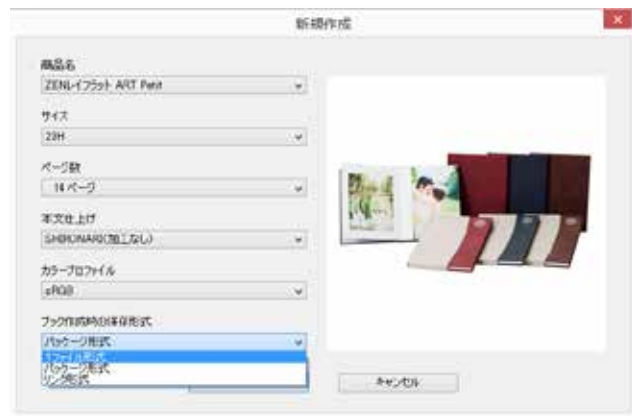 新規作成
商品名
ZENレイフラット ART Petit
サイズ
23H
ページ数
14 ページ
本文仕上げ
SHIRONARI(加工なし)
カラープロファイル
sRGB
ブック作成時の保存形式
パッケージ形式
1ファイル形式
パッケージ形式
リンク形式
キャンセル